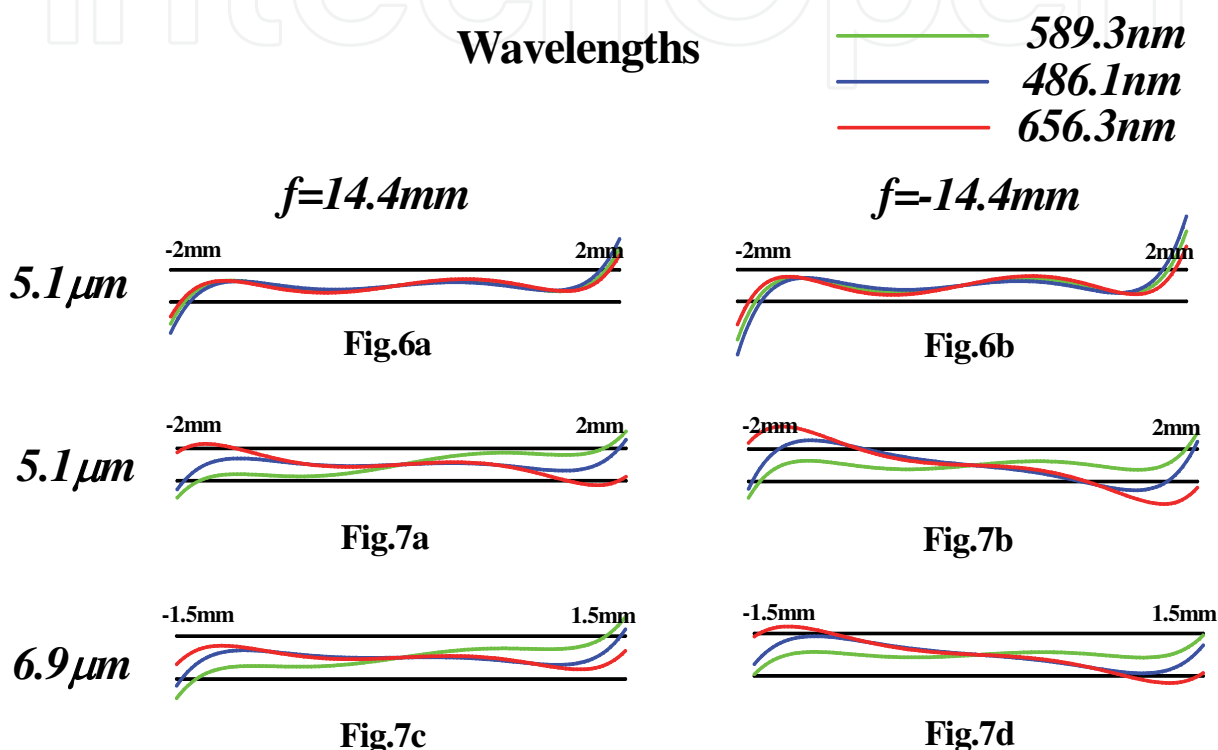 intechopen
Wavelengths
589.3nm
486.1nm
656.3nm
f=14.4mm
f=-14.4mm
5.1μm
-2mm
2mm
-2mm
2mm
Fig.6a
Fig.6b
5.1μm
-2mm
2mm
-2mm
2mm
Fig.7a
Fig.7b
6.9μm
-1.5mm
1.5mm
-1.5mm
1.5mm
Fig.7c
Fig.7d